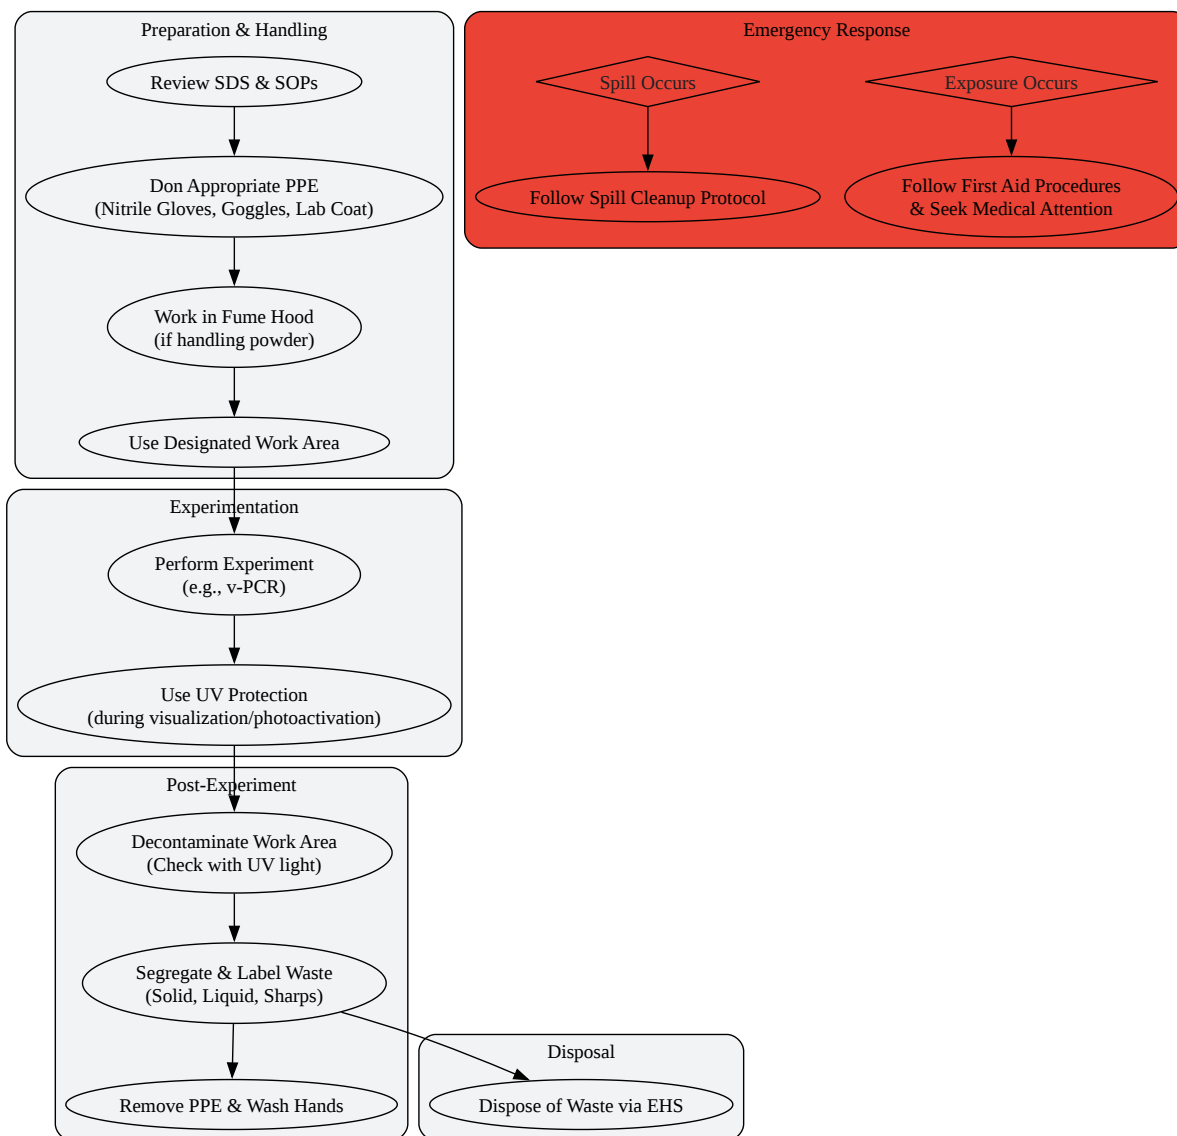 Preparation & Handling
Review SDS & SOPs
Don Appropriate PPE
(Nitrile Gloves, Goggles, Lab Coat)
Work in Fume Hood
(if handling powder)
Use Designated Work Area
Emergency Response
Spill Occurs
Follow Spill Cleanup Protocol
Exposure Occurs
Follow First Aid Procedures
& Seek Medical Attention
Experimentation
Perform Experiment
(e.g., v-PCR)
Use UV Protection
(during visualization/photoactivation)
Post-Experiment
Decontaminate Work Area
(Check with UV light)
Segregate & Label Waste
(Solid, Liquid, Sharps)
Remove PPE & Wash Hands
Disposal
Dispose of Waste via EHS